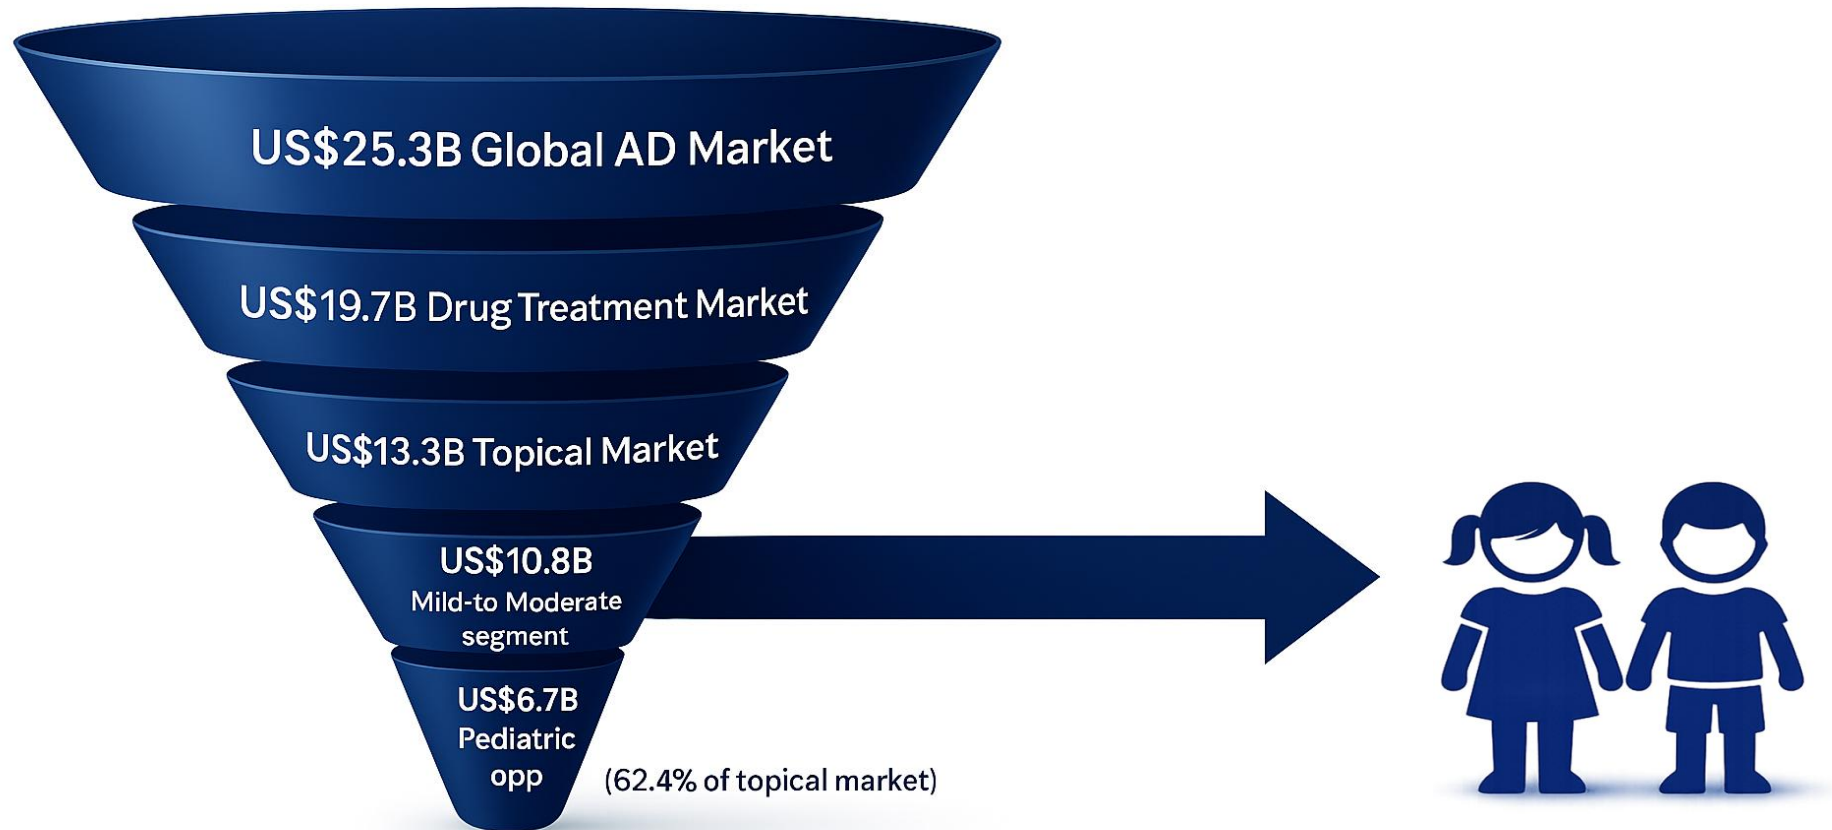 US$25.3B Global AD Market
US$19.7B Drug Treatment Market
US$13.3B Topical Market
US$10.8B
Mild-to Moderate
segment
US$6.7B
Pediatric
opp
(62.4% of topical market)